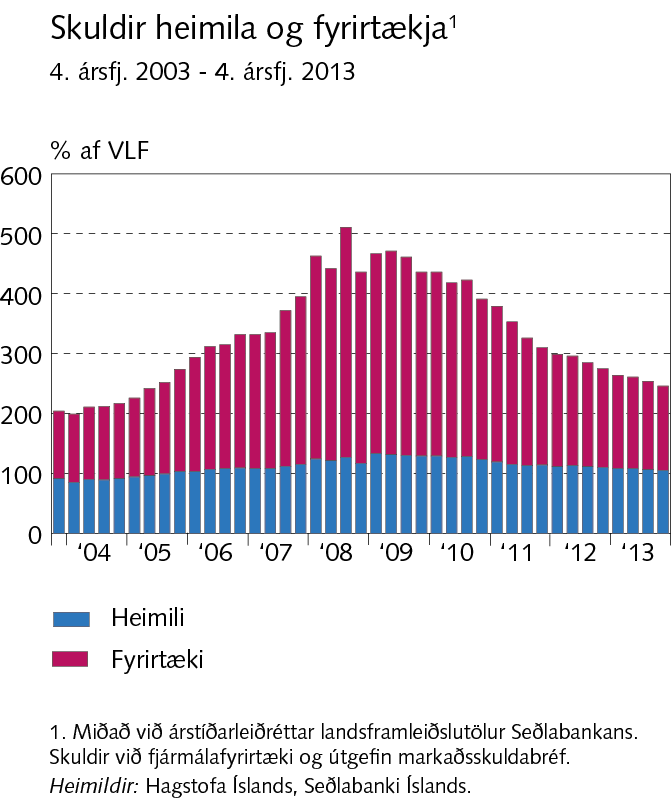 Skuldir heimila og fyrirtækja¹
4. ársfj. 2003 - 4. ársfj. 2013
% af VLF
600
500
400
300
200
100
0
‘04 ‘05 ‘06 ‘07 ‘08 ‘09 ‘10 ‘11 ‘12 ‘13
Heimili
Fyrirtæki
1. Miðað við árstíðarleiðréttar landsframleiðslutölur Seðlabankans.
Skuldir við fjármálafyrirtæki og útgefin markaðsskuldabréf.
Heimildir: Hagstofa Íslands, Seðlabanki Íslands.